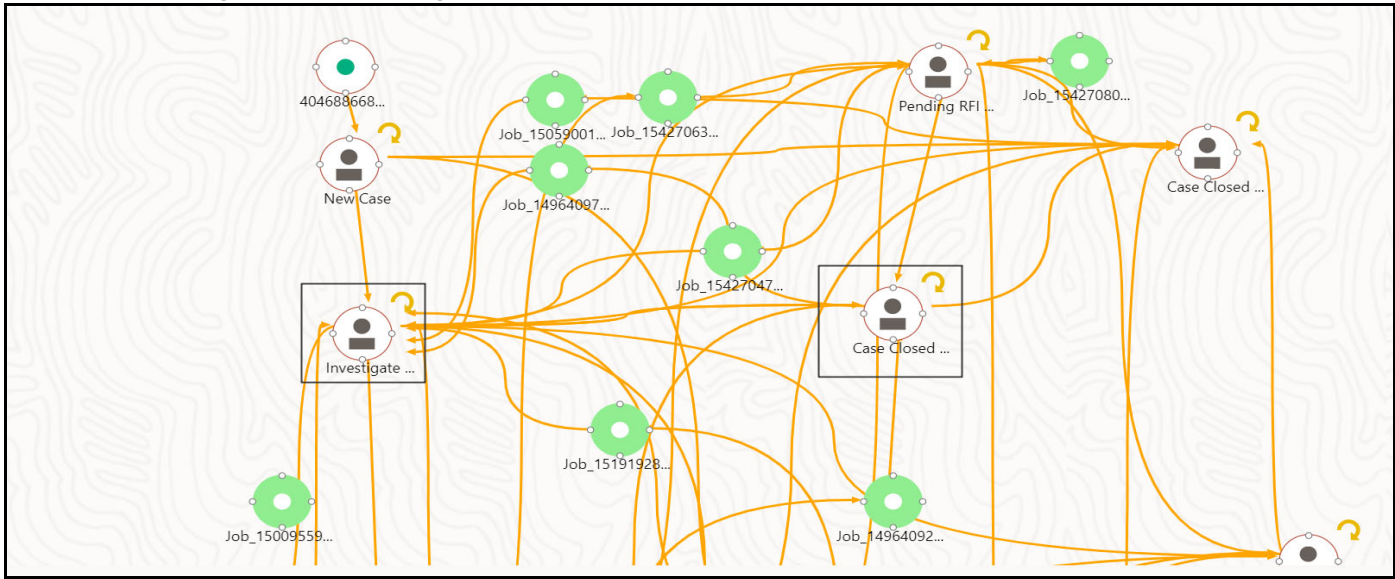 404688668...
Job_15059001...
Job_15427063...
Pending RFI ...
Job_15427080...
New Case
Job_14964097...
Case Closed ...
Job_15427047...
Investigate ...
Case Closed ...
Job_15191928...
Job_15009559...
Job_14964092...